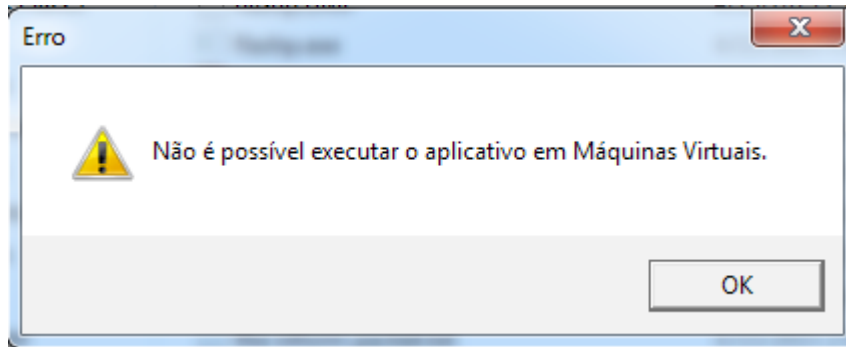 Erro
Não é possível executar o aplicativo em Máquinas Virtuais.
OK